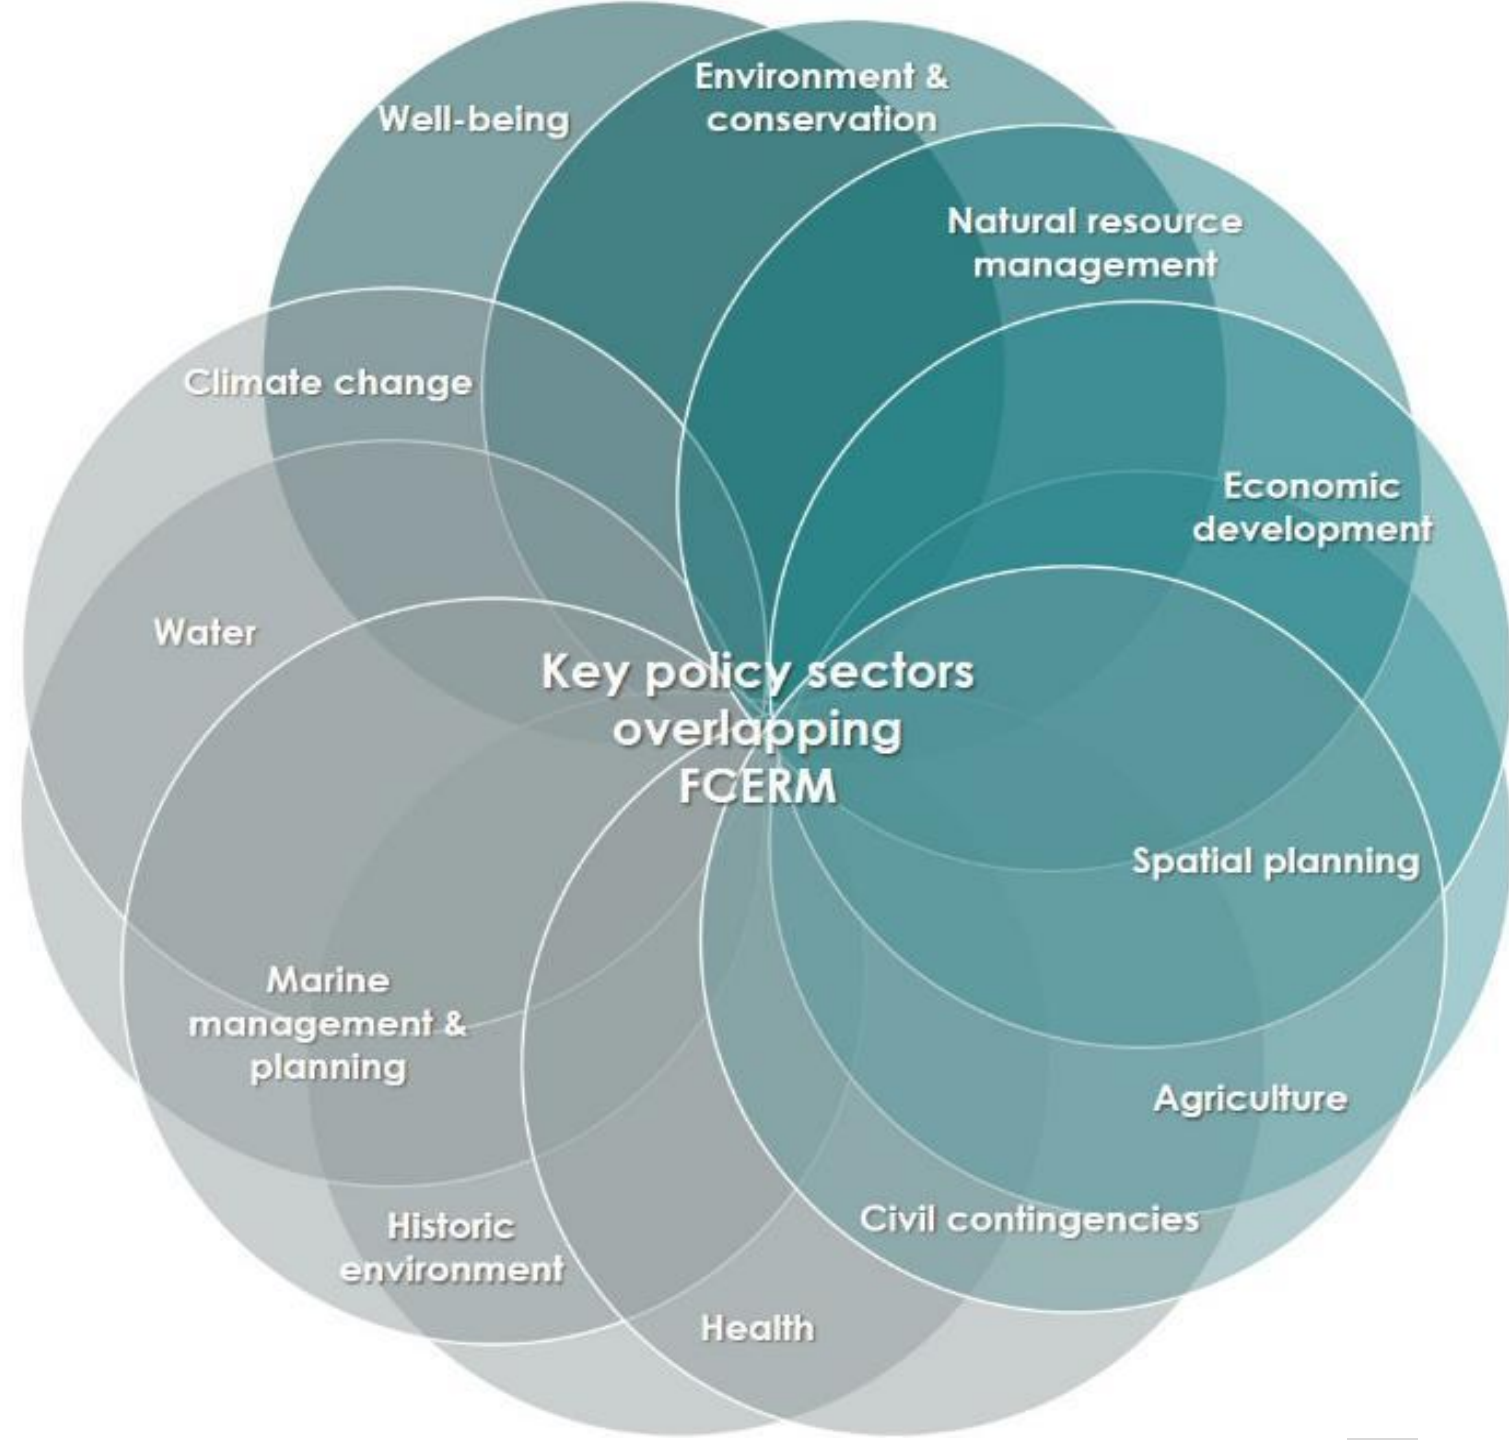 Well-being
Environment &
conservation
Natural resource
management
Climate change
Economic
development
Water
Key policy sectors
overlapping
FCERM
Spatial planning
Marine
management &
planning
Agriculture
Civil contingencies
Historic
environment
Health